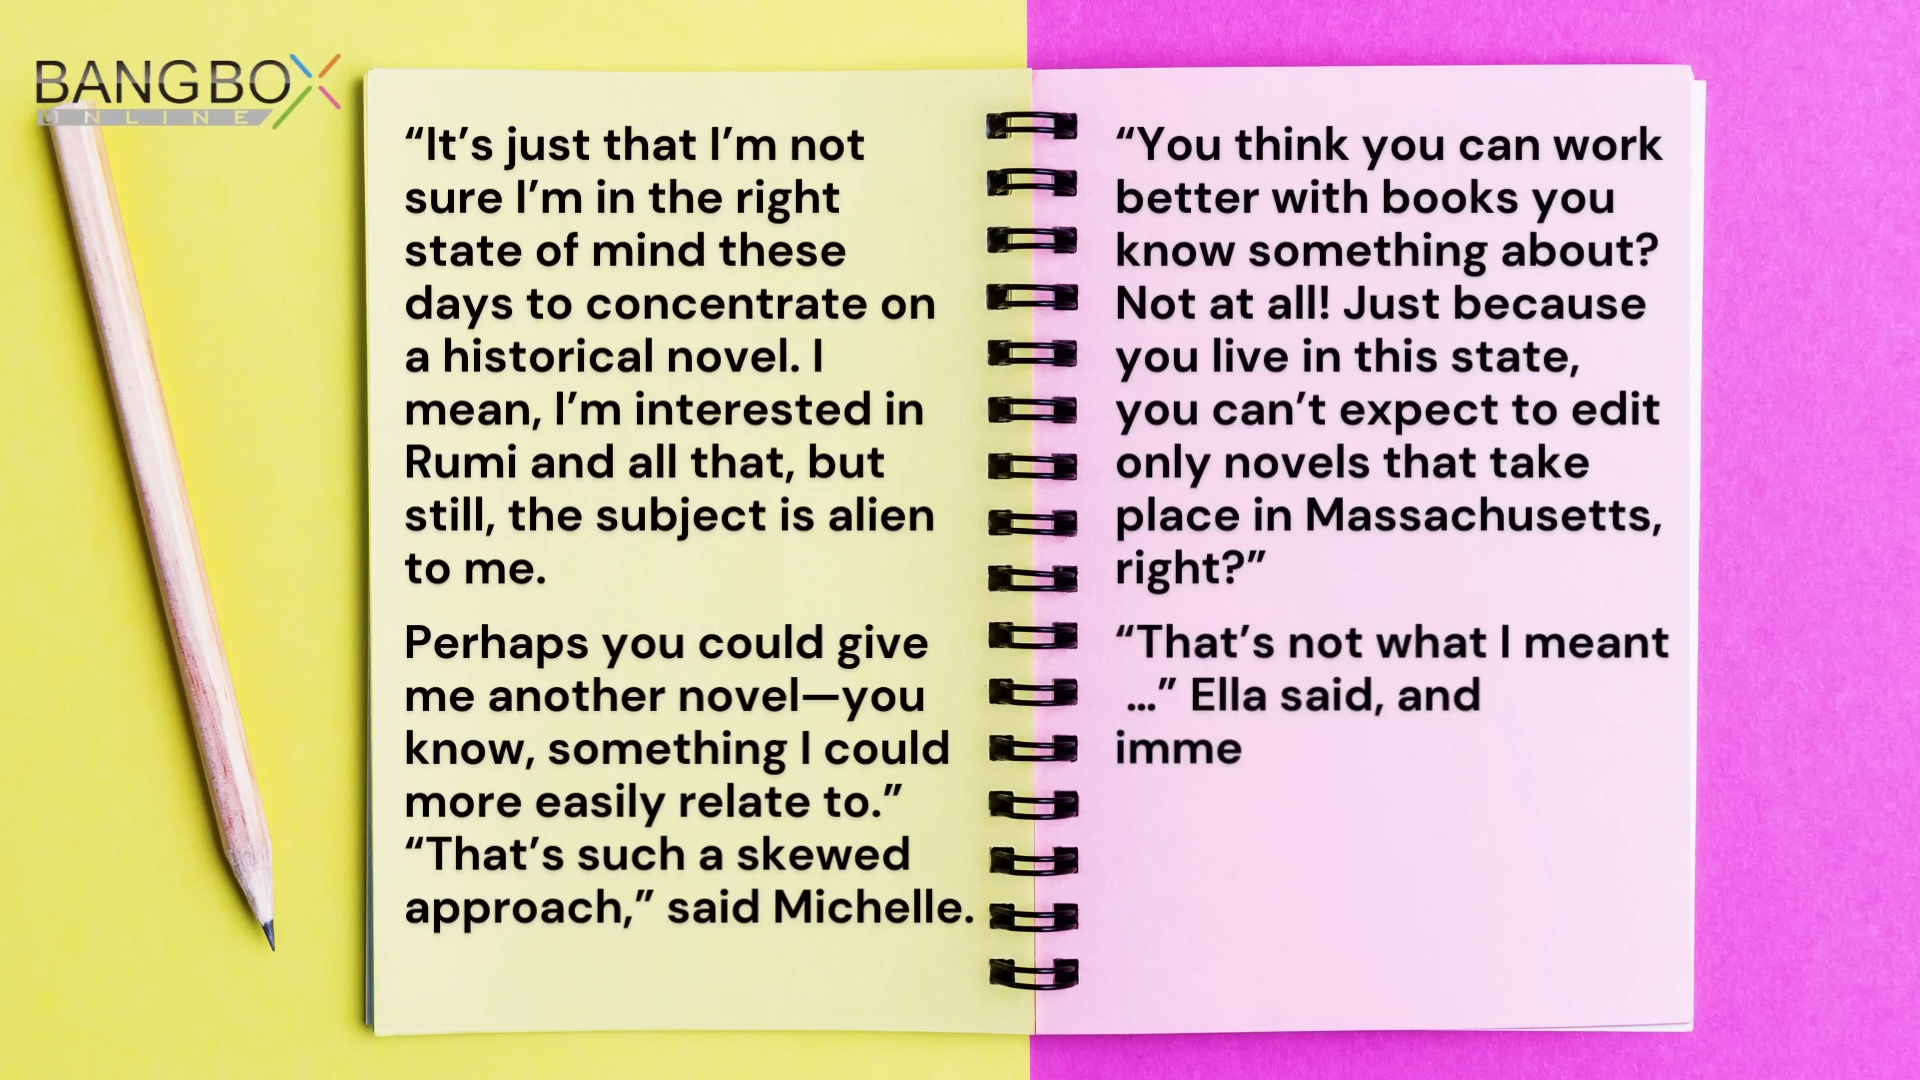 BANGBOX
ONLINE
“It’s just that I’m not
sure I’m in the right
state of mind these
days to concentrate on
a historical novel. I
mean, I’m interested in
Rumi and all that, but
still, the subject is alien
to me.
Perhaps you could give
me another novel—you
know, something I could
more easily relate to.”
“That’s such a skewed
approach,” said Michelle.
“You think you can work
better with books you
know something about?
Not at all! Just because
you live in this state,
you can’t expect to edit
only novels that take
place in Massachusetts,
right?”
“That’s not what I meant
…” Ella said, and
imme